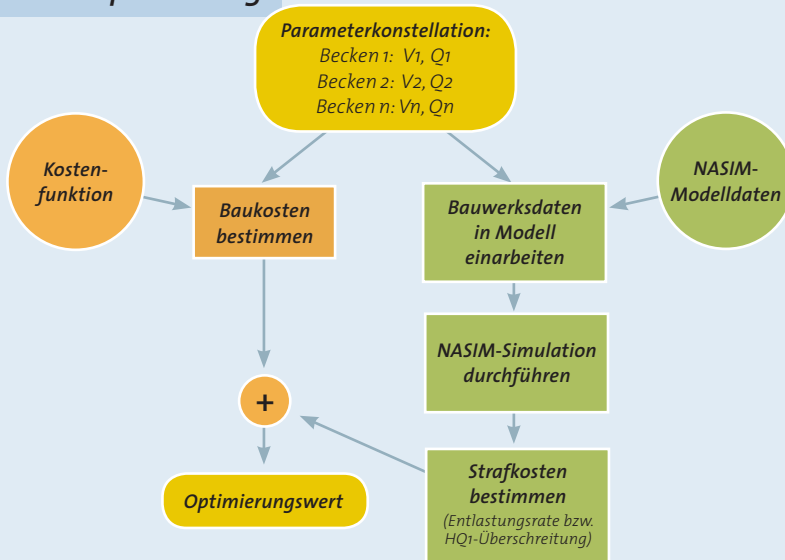 Parameterkonstellation:
Becken 1: V1, Q1
Becken 2: V2, Q2
Becken n: Vn, Qn
Kosten-
funktion
Baukosten
bestimmen
Bauwerksdaten
in Modell
einarbeiten
NASIM-
Modelldaten
NASIM-Simulation
durchführen
+
Strafkosten
bestimmen
(Entlastungsrate bzw.
HQ1-Überschreitung)
Optimierungswert